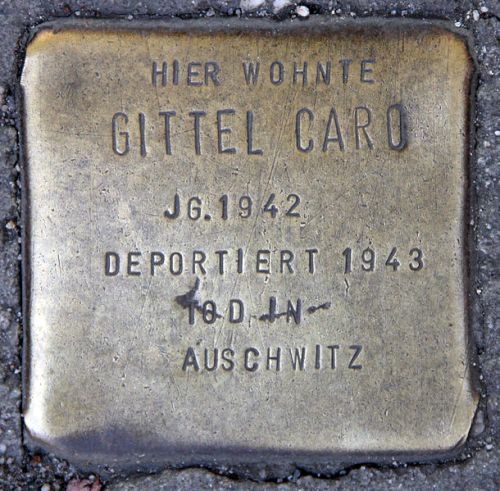 HIER WOHNTE
GITTEL CARO
JG. 1942
DEPORTIERT 1943
TOD IN
AUSCHWITZ